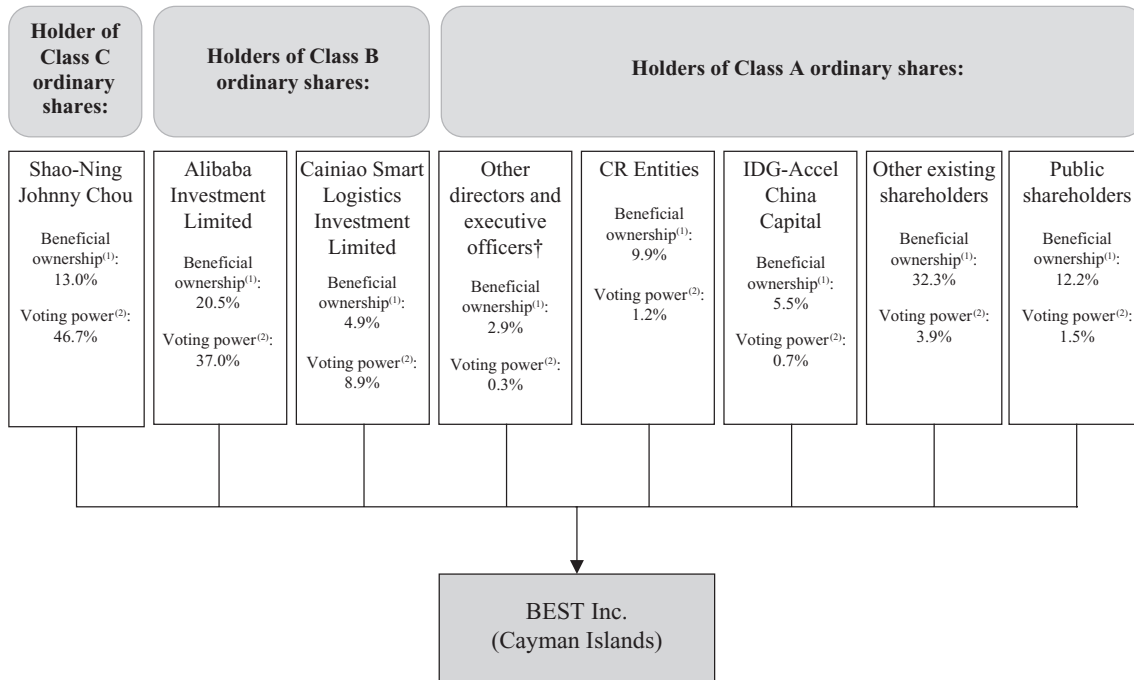 Holder of
Class C
ordinary
shares:
Holders of Class B
ordinary shares:
Holders of Class A ordinary shares:
Shao-Ning
Johnny Chou
Beneficial
ownership(1):
13.0%
Voting power(2):
46.7%
Alibaba
Investment
Limited
Beneficial
ownership(1):
20.5%
Voting power(2):
37.0%
Cainiao Smart
Logistics
Investment
Limited
Beneficial
ownership(1):
4.9%
Voting power(2):
8.9%
Other
directors and
executive
officers†
Beneficial
ownership(1):
2.9%
Voting power(2):
0.3%
CR Entities
Beneficial
ownership(1):
9.9%
Voting power(2):
1.2%
IDG-Accel
China
Capital
Beneficial
ownership(1):
5.5%
Voting power(2):
0.7%
Other existing
shareholders
Beneficial
ownership(1):
32.3%
Voting power(2):
3.9%
Public
shareholders
Beneficial
ownership(1):
12.2%
Voting power(2):
1.5%
BEST Inc.
(Cayman Islands)